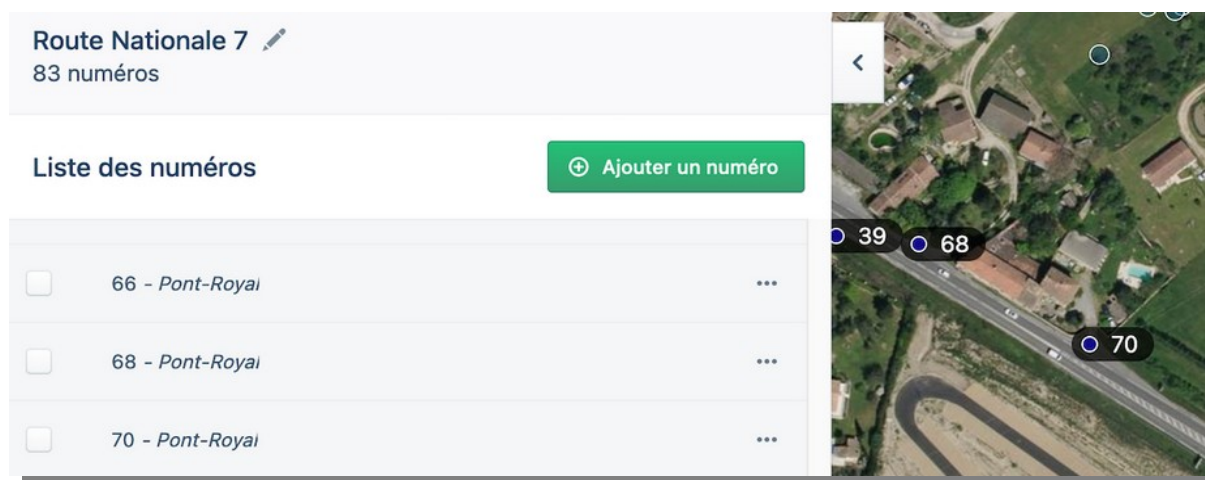 Route Nationale 7
83 numéros
Liste des numéros
Ajouter un numéro
66 - Pont-Royal
68 - Pont-Royal
70 - Pont-Royal
39
68
70